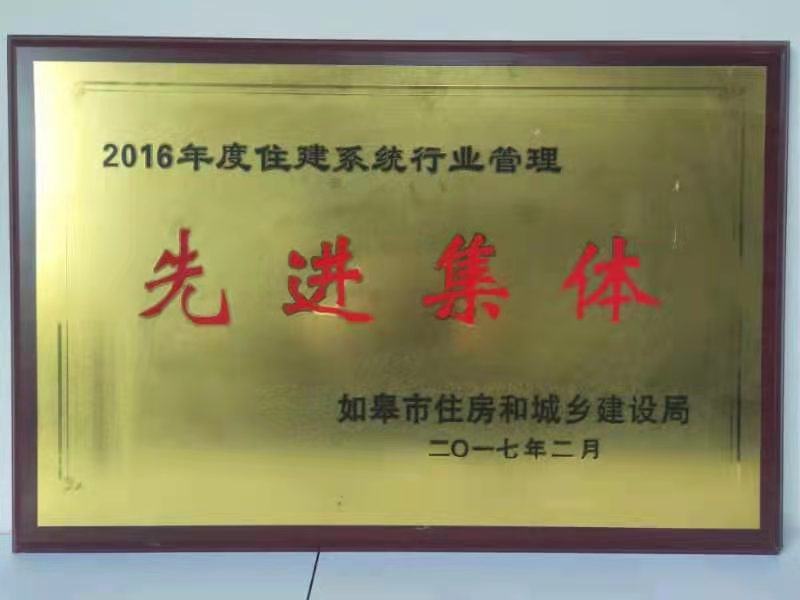 2016年度住建系统行业管理
先进集体
如皋市住房和城乡建设局
二〇一七年二月